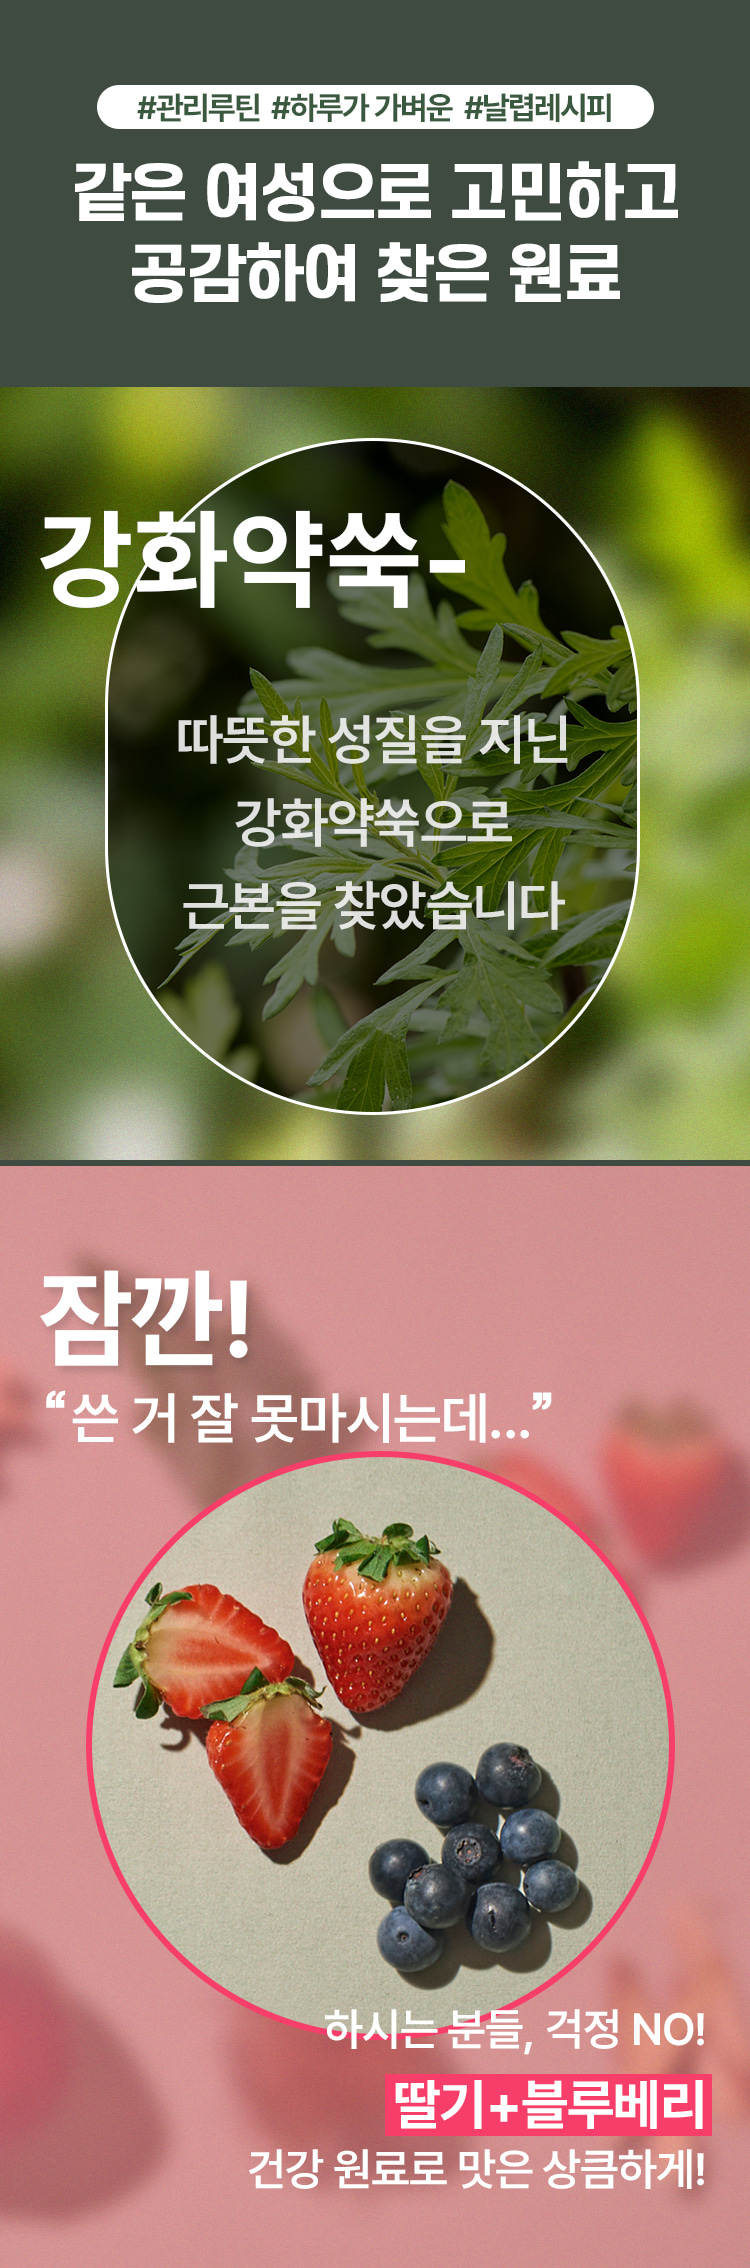 #관리루틴 #하루가 가벼운 #날렵레시피
같은 여성으로 고민하고
공감하여 찾은 원료
강화약쑥-
따뜻한 성질을 지닌
강화약쑥으로
근본을 찾았습니다
잠깐!
“쓴 거 잘 못마시는데...”
하시는 분들, 걱정 NO!
딸기+블루베리
건강 원료로 맛은 상큼하게!